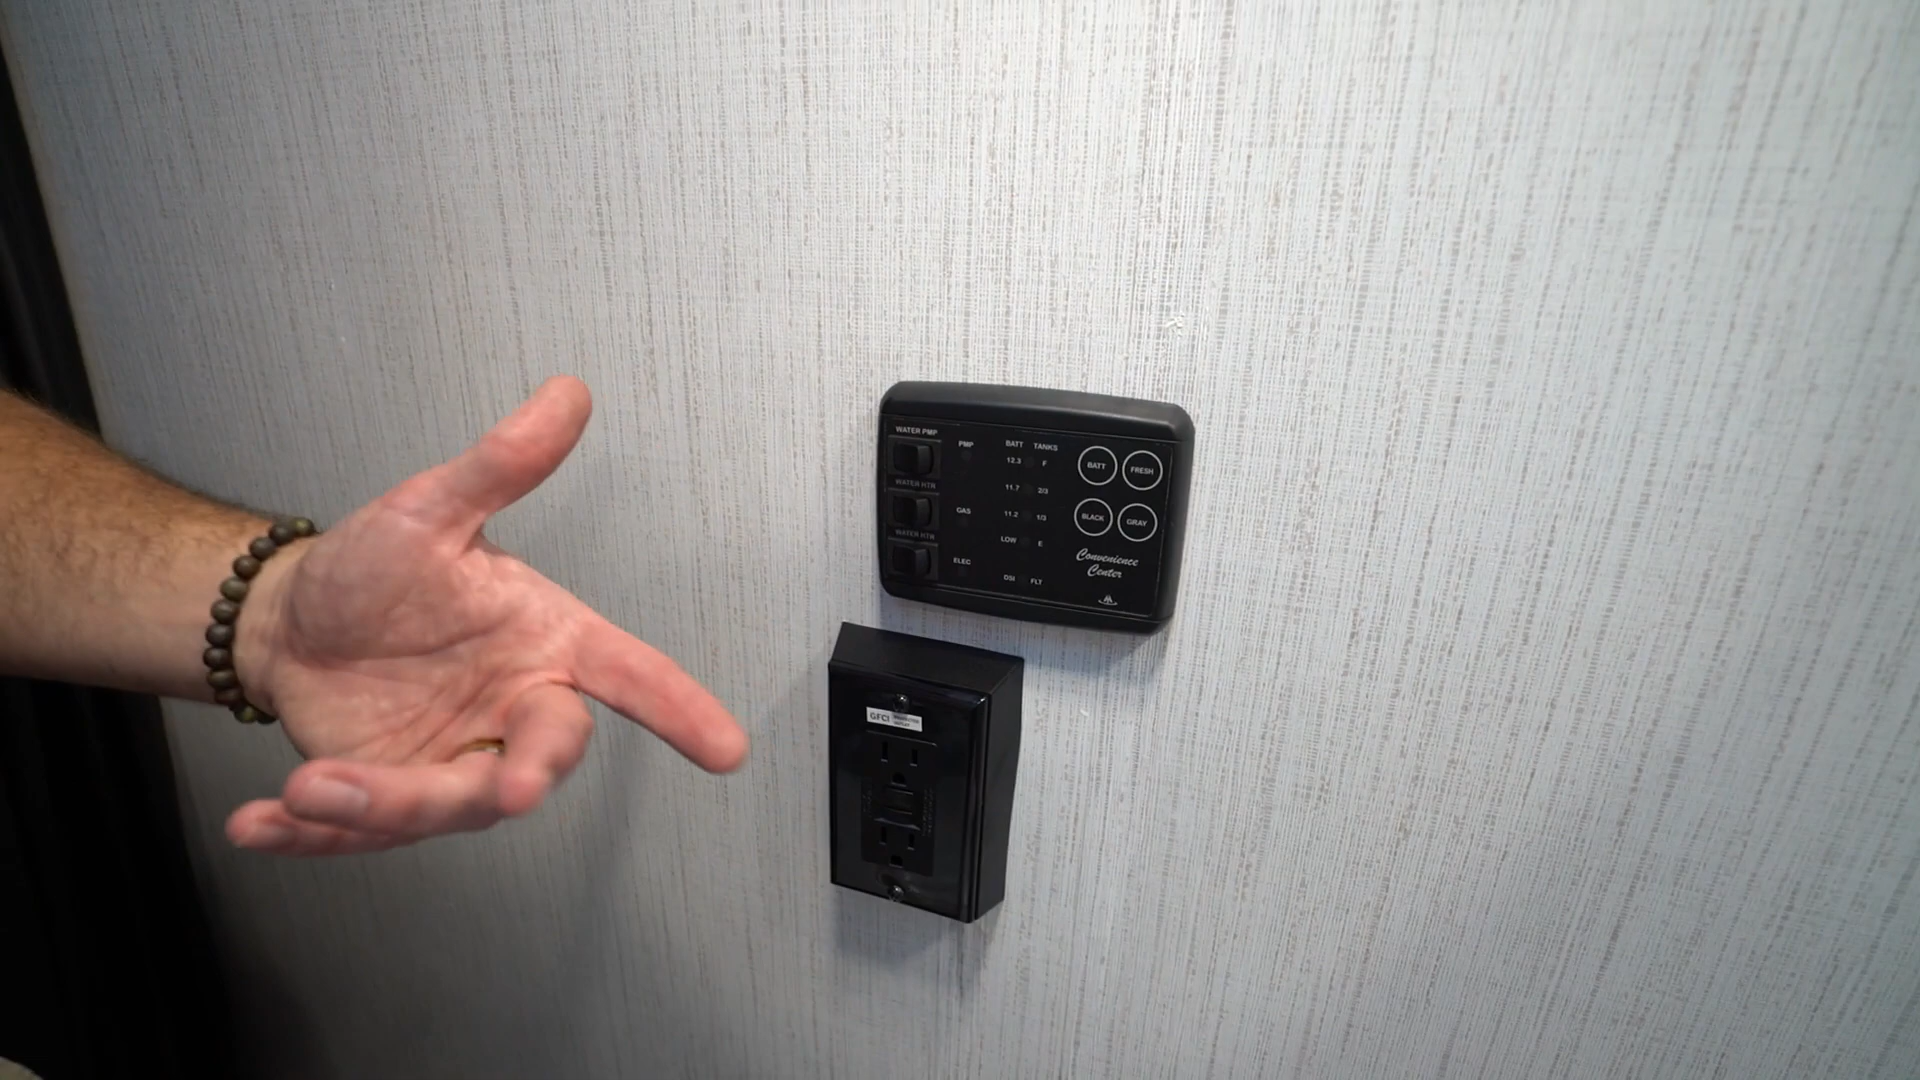 WATER PMP
PMP
BATT TANKS
12.3 F
BATT
FRESH
WATER HTR
11.7 2/3
GAS
11.2 1/3
BLACK
GRAY
WATER HTR
LOW E
ELEC
OSI FLT
Convenience
Center
GFCI